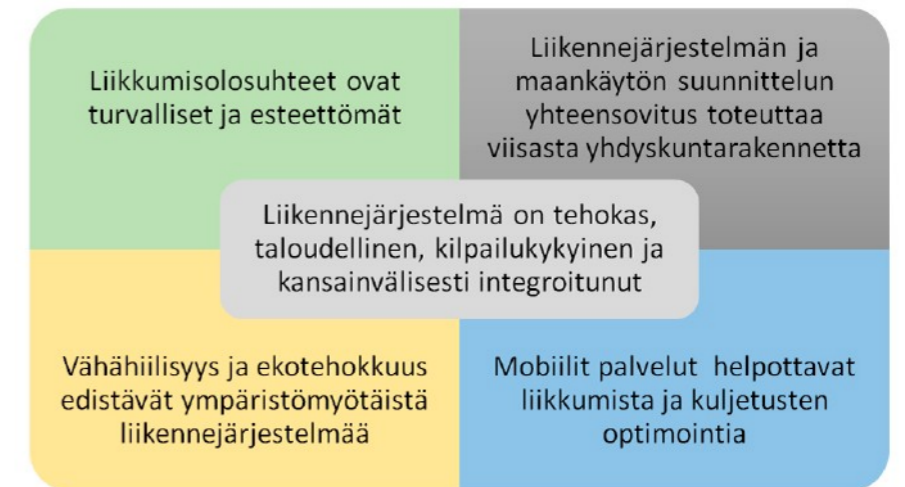 Liikkumisolosuhteet ovat
turvalliset ja esteettömät
Liikennejärjestelmän ja
maankäytön suunnittelun
yhteensovitus toteuttaa
viisasta yhdyskuntarakennetta
Liikennejärjestelmä on tehokas,
taloudellinen, kilpailukykyinen ja
kansainvälisesti integroitunut
Vähähiilisyys ja ekotehokkuus
edistävät ympäristömyötäistä
liikennejärjestelmää
Mobiilit palvelut helpottavat
liikkumista ja kuljetusten
optimointia